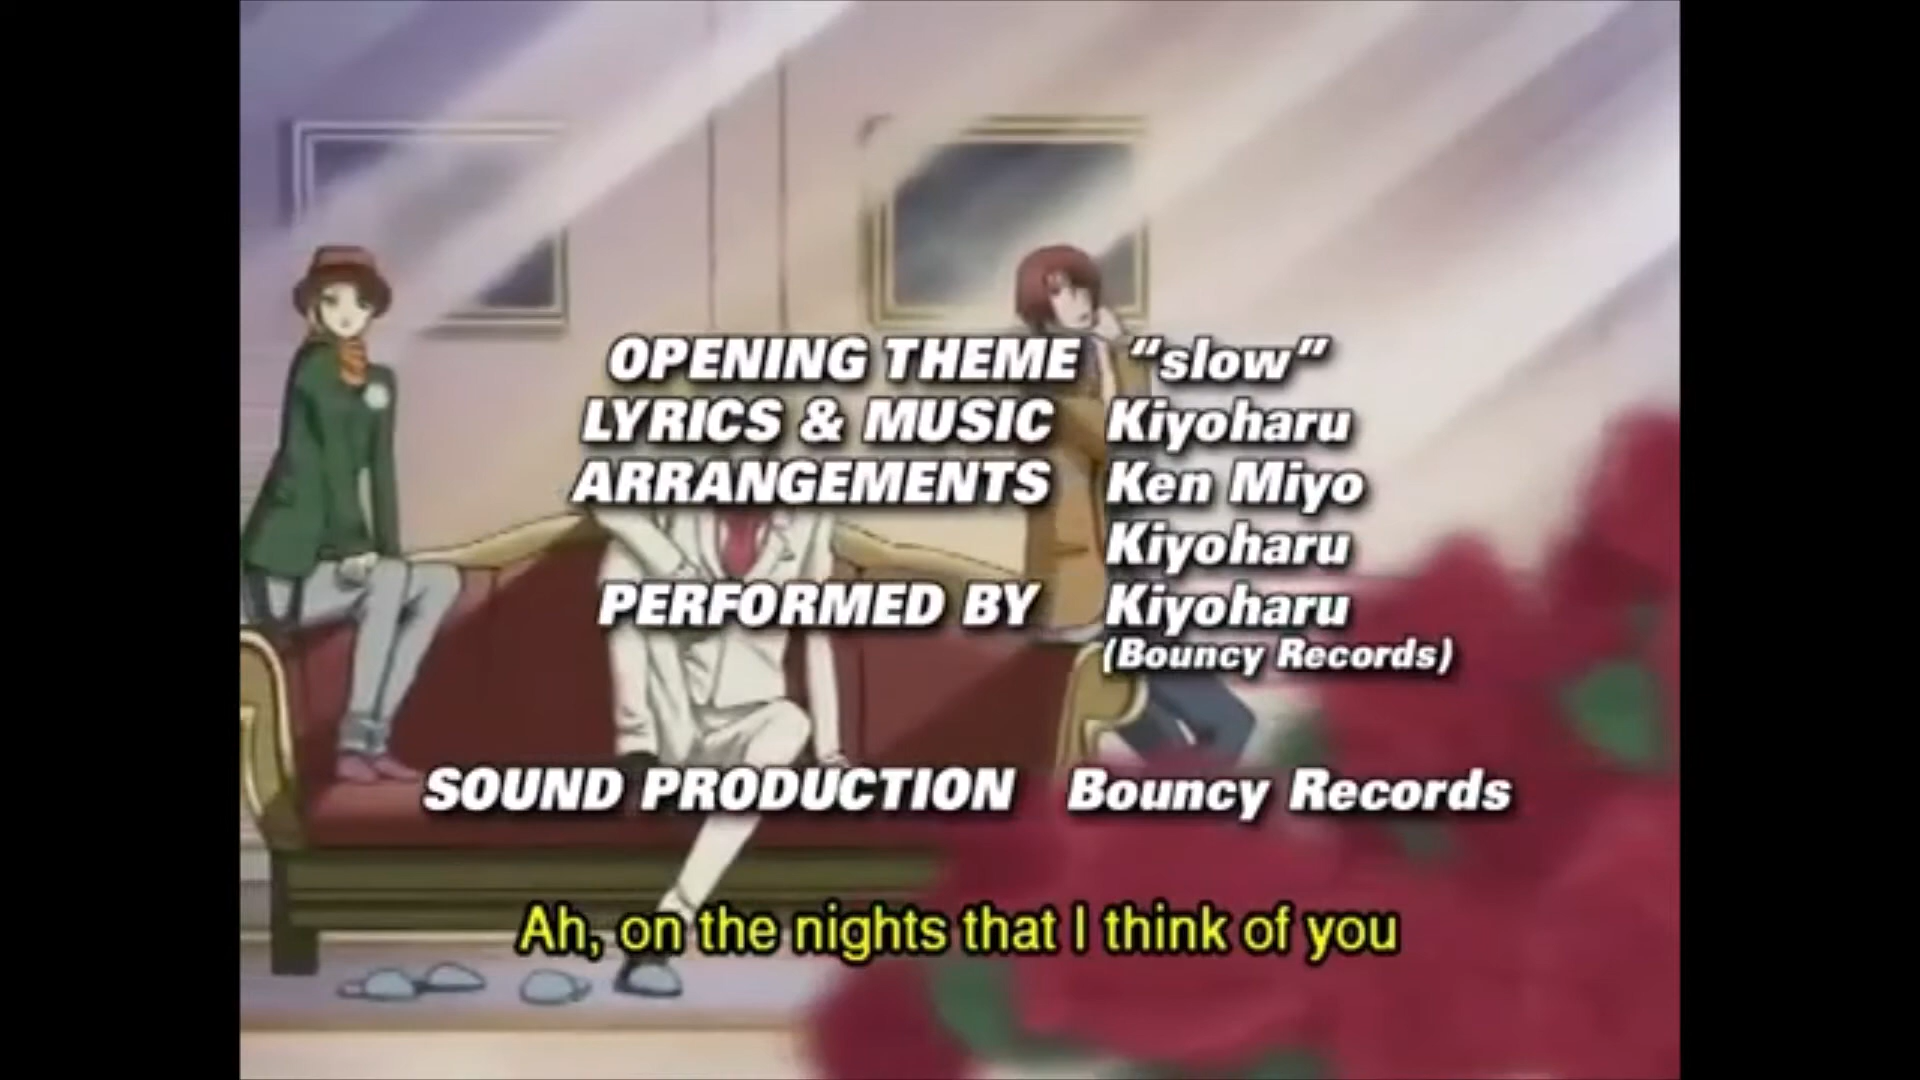 OPENING THEME "slow"
LYRICS & MUSIC Kiyoharu
ARRANGEMENTS Ken Miyo
Kiyoharu
PERFORMED BY Kiyoharu
(Bouncy Records)
SOUND PRODUCTION Bouncy Records
Ah, on the nights that I think of you